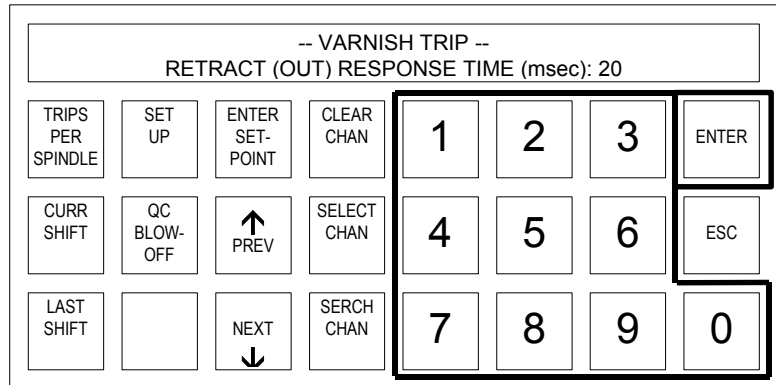 -- VARNISH TRIP --
RETRACT (OUT) RESPONSE TIME (msec): 20
TRIPS
PER
SPINDLE
SET
UP
ENTER
SET-
POINT
CLEAR
CHAN
1
2
3
ENTER
CURR
SHIFT
QC
BLOW-
OFF
PREV
SELECT
CHAN
4
5
6
ESC
LAST
SHIFT
NEXT
SERCH
CHAN
7
8
9
0